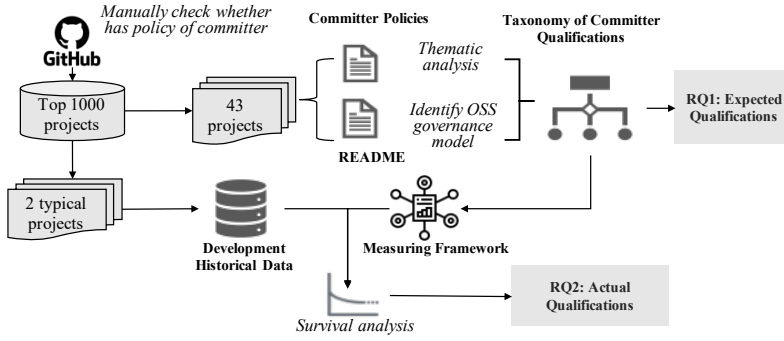 Manually check whether
has policy of committer
GitHub
Top 1000
projects
43
projects
Committer Policies
README
Thematic
analysis
Identify OSS
governance
model
Taxonomy of Committer
Qualifications
RQ1: Expected
Qualifications
2 typical
projects
Development
Historical Data
Measuring Framework
Survival analysis
RQ2: Actual
Qualifications